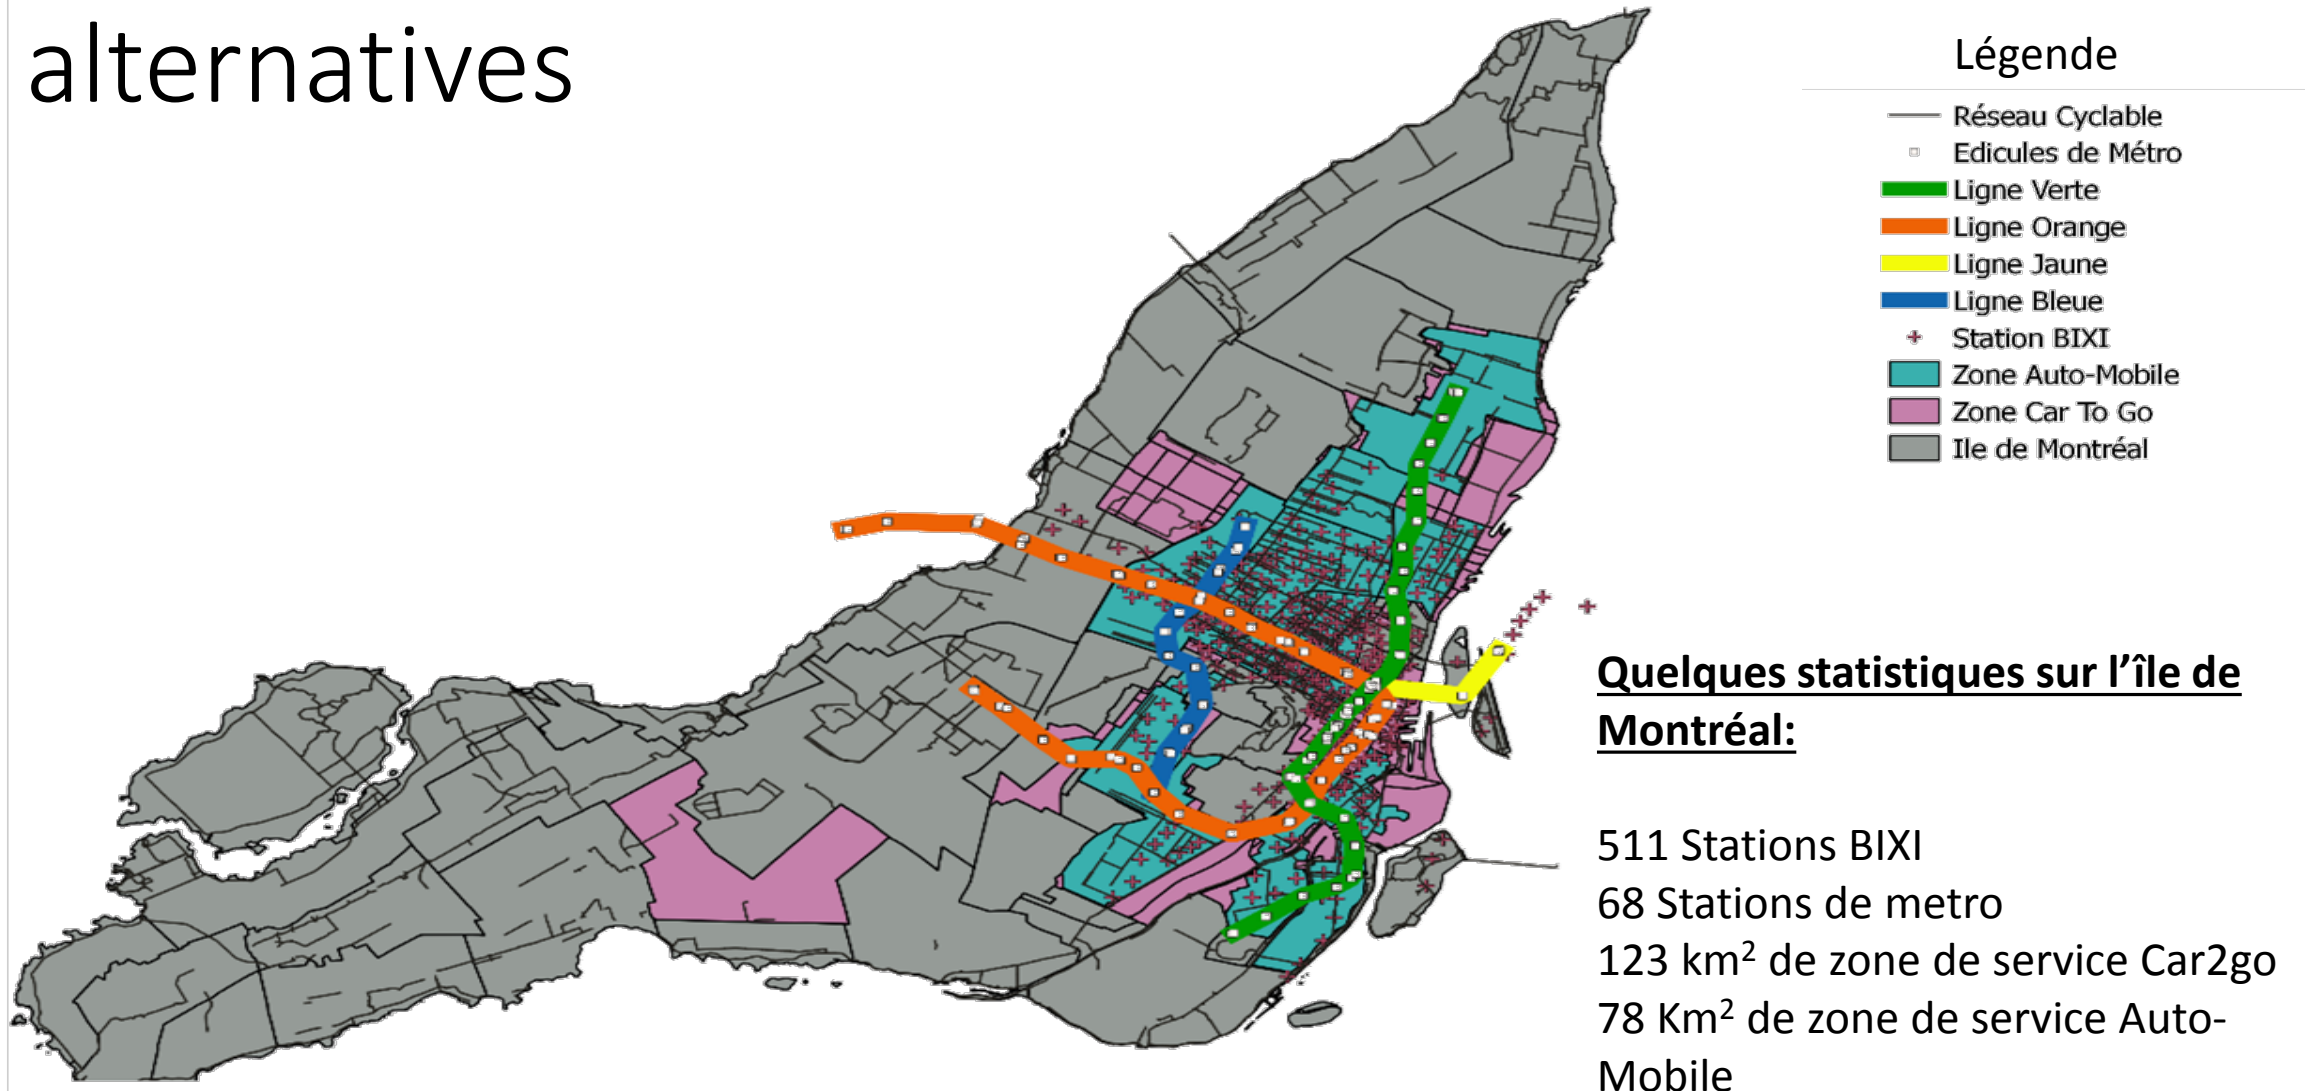 alternatives
Légende
Réseau Cyclable
Edicules de Métro
Ligne Verte
Ligne Orange
Ligne Jaune
Ligne Bleue
Station BIXI
Zone Auto-Mobile
Zone Car To Go
Ile de Montréal
Quelques statistiques sur l’île de
Montréal:
511 Stations BIXI
68 Stations de metro
123 km² de zone de service Car2go
78 Km² de zone de service Auto-
Mobile